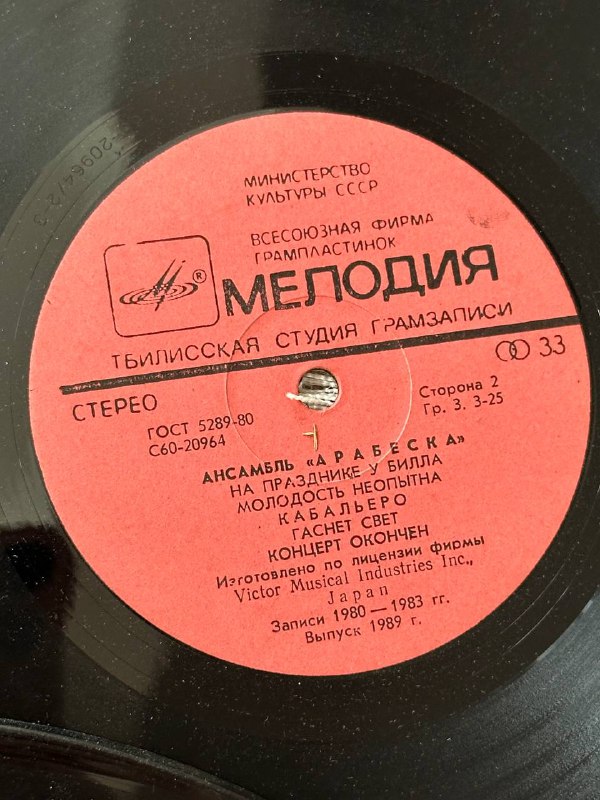 МИНИСТЕРСТВО
КУЛЬТУРЫ СССР
ВСЕСОЮЗНАЯ ФИРМА
ГРАМПЛАСТИНОК
®
МЕЛОДИЯ
ТБИЛИССКАЯ СТУДИЯ ГРАМЗАПИСИ
33
СТЕРЕО
ГОСТ 5289-80
С60-20964
Сторона 2
Гр. 3. 3-25
АНСАМБЛЬ «АРАБЕСКА»
НА ПРАЗДНИКЕ У БИЛЛА
МОЛОДОСТЬ НЕОПЫТНА
КАБАЛЬЕРО
ГАСНЕТ СВЕТ
КОНЦЕРТ ОКОНЧЕН
Изготовлено по лицензии фирмы
Victor Musical Industries Inc.,
Japan
Записи 1980—1983 гг.
Выпуск 1989 г.